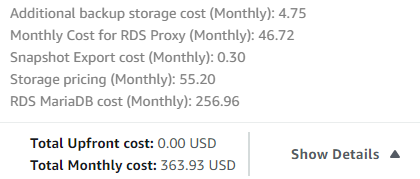 Additional backup storage cost (Monthly): 4.75
Monthly Cost for RDS Proxy (Monthly): 46.72
Snapshot Export cost (Monthly): 0.30
Storage pricing (Monthly): 55.20
RDS MariaDB cost (Monthly): 256.96
Total Upfront cost: 0.00 USD
Total Monthly cost: 363.93 USD
Show Details ▲